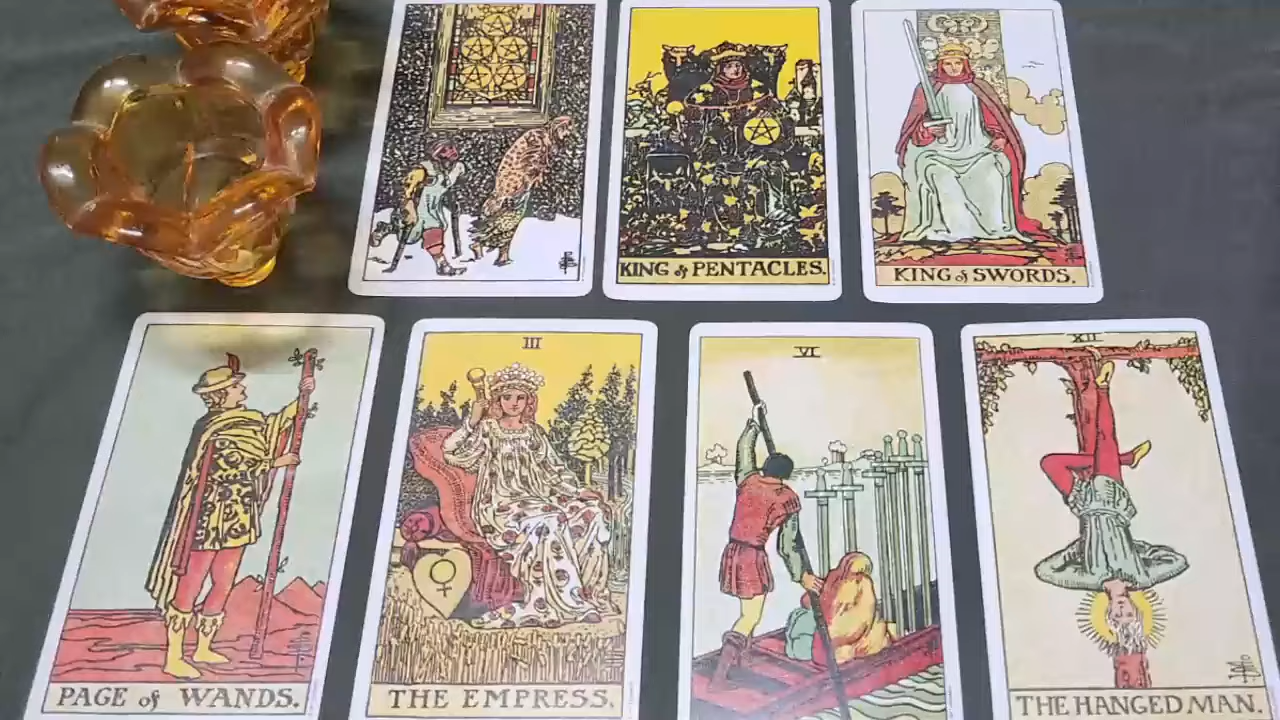 KING of PENTACLES.
KING of SWORDS.
III
VI
XII
PAGE of WANDS.
THE EMPRESS.
THE HANGED MAN.